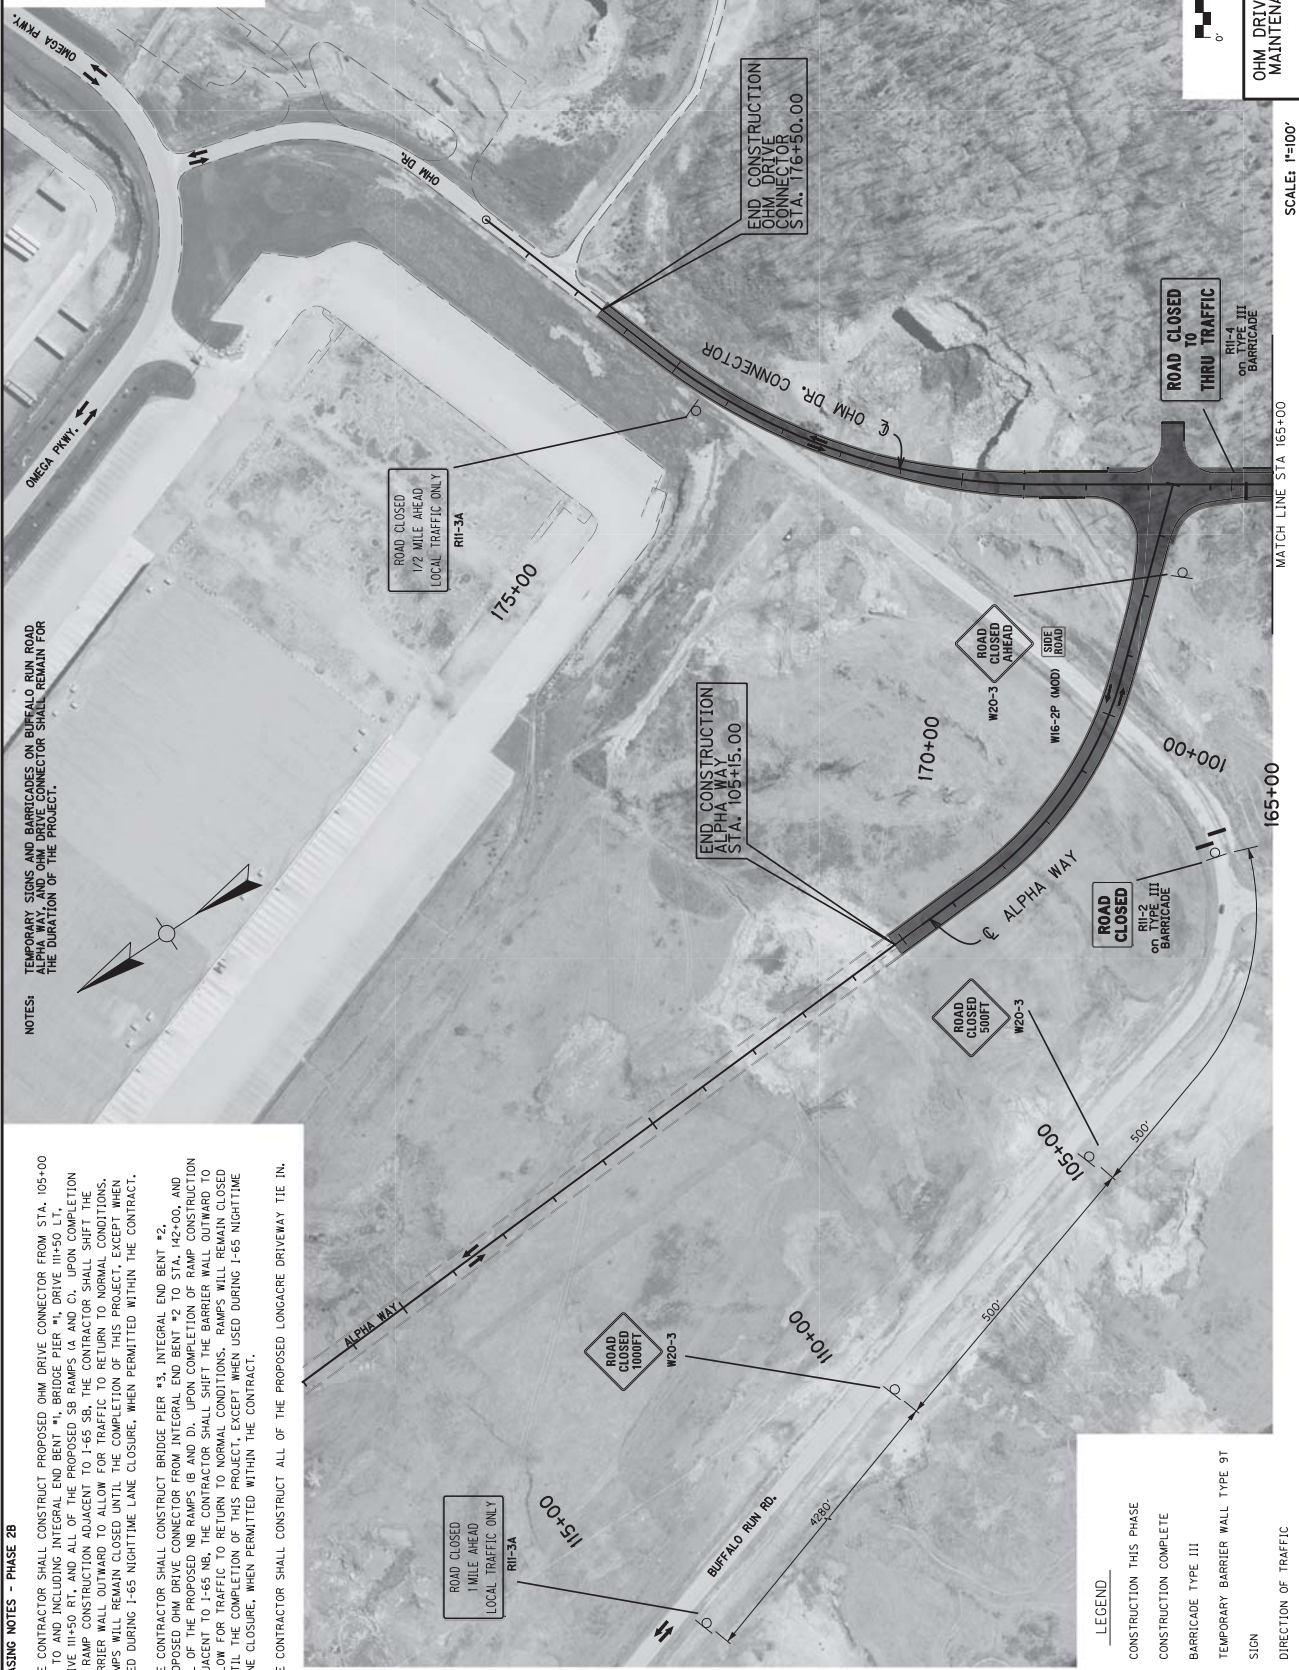 ASING NOTES - PHASE 2B
E CONTRACTOR SHALL CONSTRUCT PROPOSED OHM DRIVE CONNECTOR FROM STA. 105+00
TO AND INCLUDING INTEGRAL END BENT #1, BRIDGE PIER #1, DRIVE 111+50 LT,
IVE 111+50 RT, AND ALL OF THE PROPOSED SB RAMPS (A AND C). UPON COMPLETION
RAMP CONSTRUCTION ADJACENT TO I-65 SB, THE CONTRACTOR SHALL SHIFT THE
RRIER WALL OUTWARD TO ALLOW FOR TRAFFIC TO RETURN TO NORMAL CONDITIONS.
MPS WILL REMAIN CLOSED UNTIL THE COMPLETION OF THIS PROJECT, EXCEPT WHEN
ED DURING I-65 NIGHTTIME LANE CLOSURE, WHEN PERMITTED WITHIN THE CONTRACT.
E CONTRACTOR SHALL CONSTRUCT BRIDGE PIER #3, INTEGRAL END BENT #2,
OPOSED OHM DRIVE CONNECTOR FROM INTEGRAL END BENT #2 TO STA. 142+00, AND
L OF THE PROPOSED NB RAMPS (B AND D). UPON COMPLETION OF RAMP CONSTRUCTION
JACENT TO I-65 NB, THE CONTRACTOR SHALL SHIFT THE BARRIER WALL OUTWARD TO
LOW FOR TRAFFIC TO RETURN TO NORMAL CONDITIONS. RAMPS WILL REMAIN CLOSED
TIL THE COMPLETION OF THIS PROJECT, EXCEPT WHEN USED DURING I-65 NIGHTTIME
NE CLOSURE, WHEN PERMITTED WITHIN THE CONTRACT.
E CONTRACTOR SHALL CONSTRUCT ALL OF THE PROPOSED LONGACRE DRIVEWAY TIE IN.
NOTES: TEMPORARY SIGNS AND BARRICADES ON BUFFALO RUN ROAD
ALPHA WAY, AND OHM DRIVE CONNECTOR SHALL REMAIN FOR
THE DURATION OF THE PROJECT.
OMEGA PKWY.
OMEGA PKWY.
OHM DR.
ROAD CLOSED
1/2 MILE AHEAD
LOCAL TRAFFIC ONLY
R11-3A
175+00
END CONSTRUCTION
OHM DRIVE
CONNECTOR
STA. 176+50.00
℄ OHM DR. CONNECTOR
ALPHA WAY
END CONSTRUCTION
ALPHA WAY
STA. 105+15.00
170+00
ROAD
CLOSED
AHEAD
W20-3
SIDE
ROAD
W16-2P (MOD)
ROAD CLOSED
TO
THRU TRAFFIC
R11-4
on TYPE III
BARRICADE
℄ ALPHA WAY
100+00
165+00
ROAD
CLOSED
R11-2
on TYPE III
BARRICADE
ROAD
CLOSED
500FT
W20-3
105+00
500'
ROAD
CLOSED
1000FT
W20-3
110+00
500'
ROAD CLOSED
1 MILE AHEAD
LOCAL TRAFFIC ONLY
R11-3A
115+00
4280'
BUFFALO RUN RD.
LEGEND
CONSTRUCTION THIS PHASE
CONSTRUCTION COMPLETE
BARRICADE TYPE III
TEMPORARY BARRIER WALL TYPE 9T
SIGN
DIRECTION OF TRAFFIC
MATCH LINE STA 165+00
SCALE: 1"=100'
0'
OHM DRIV
MAINTENA